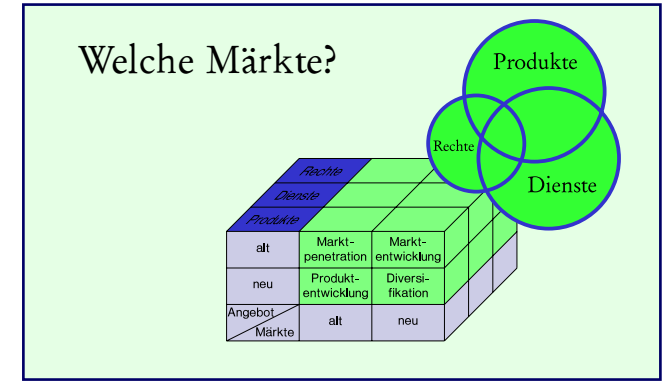 Welche Märkte?
Produkte
Rechte
Dienste
Rechte
Dienste
Produkte
alt
Markt-
penetration
Markt-
entwicklung
neu
Produkt-
entwicklung
Diversi-
fikation
Angebot
Märkte
alt
neu